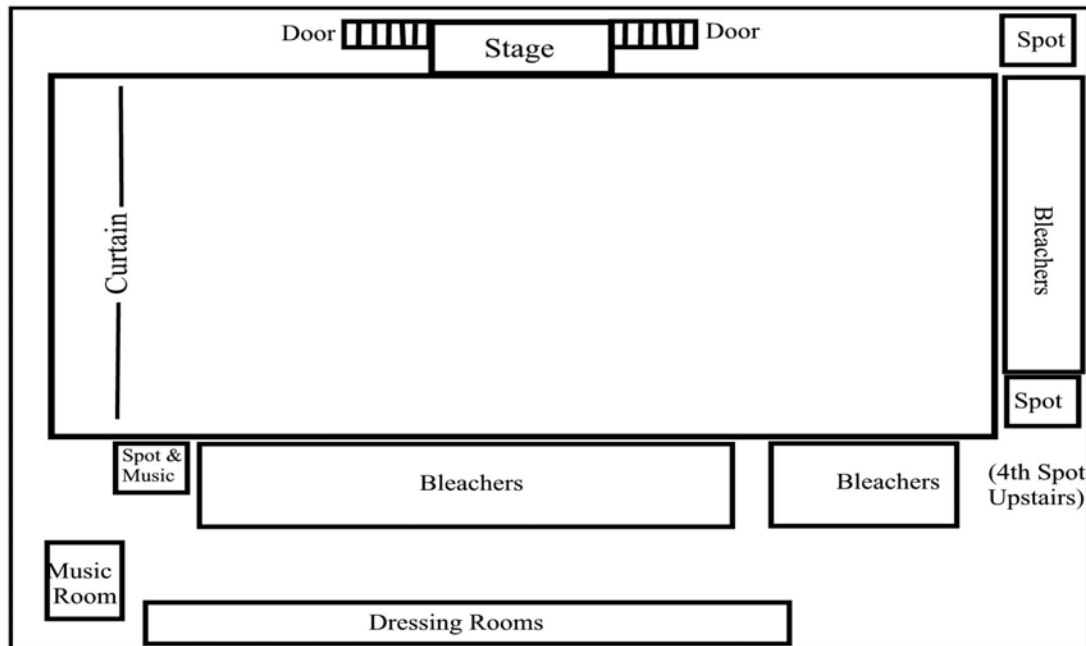 Door
Stage
Door
Spot
Curtain
Bleachers
Spot
Spot &
Music
Bleachers
Bleachers
(4th Spot
Upstairs)
Music
Room
Dressing Rooms